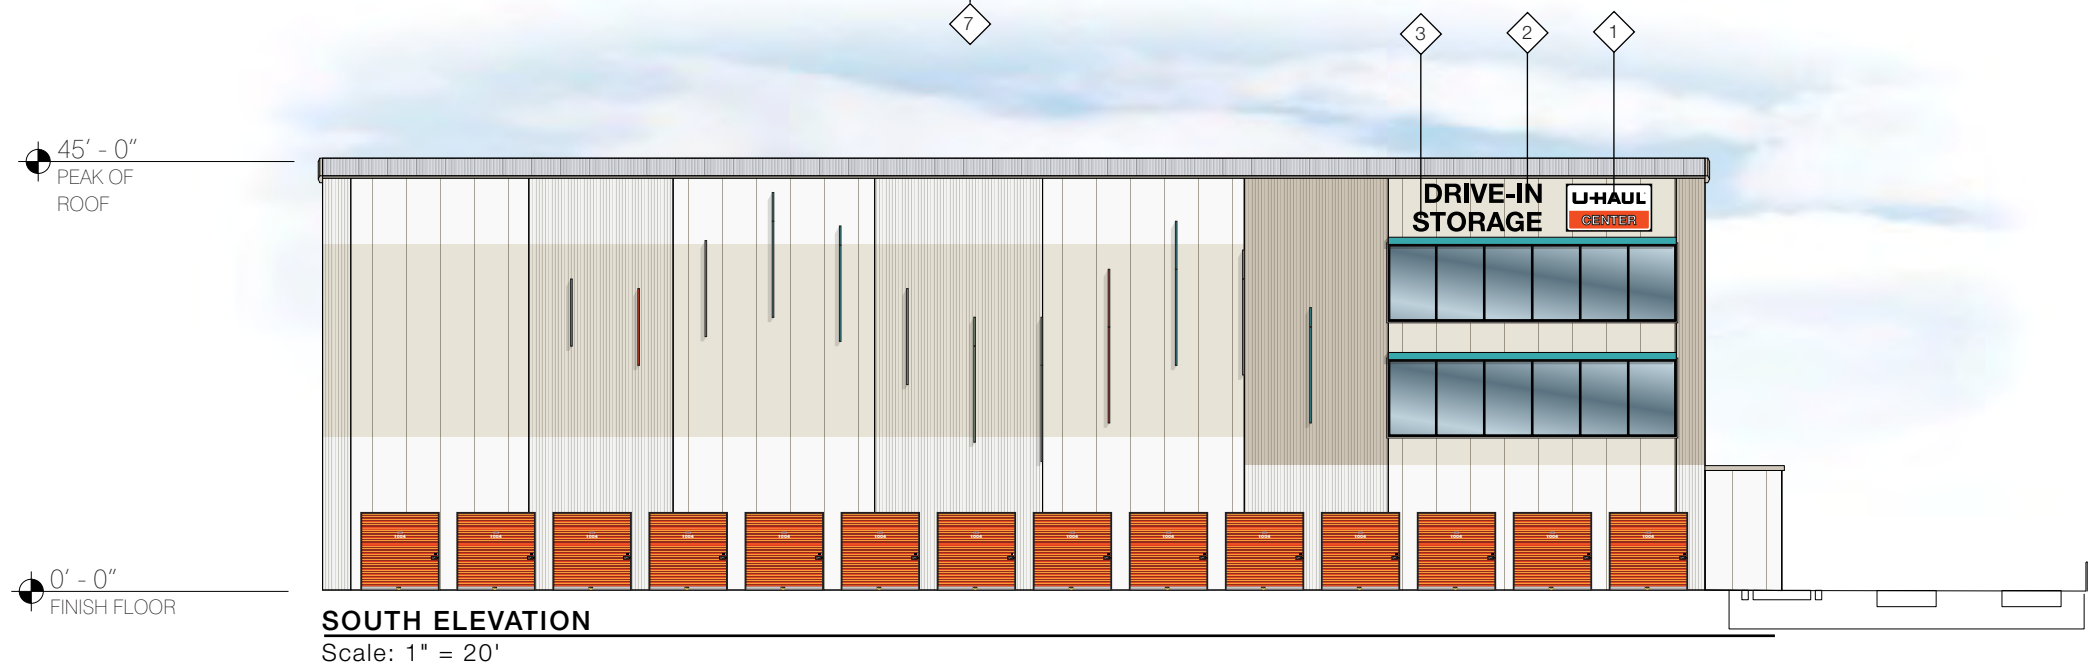 7
3
2
1
45' - 0"
PEAK OF
ROOF
DRIVE-IN
STORAGE
U-HAUL
CENTER
0' - 0"
FINISH FLOOR
SOUTH ELEVATION
Scale: 1" = 20'